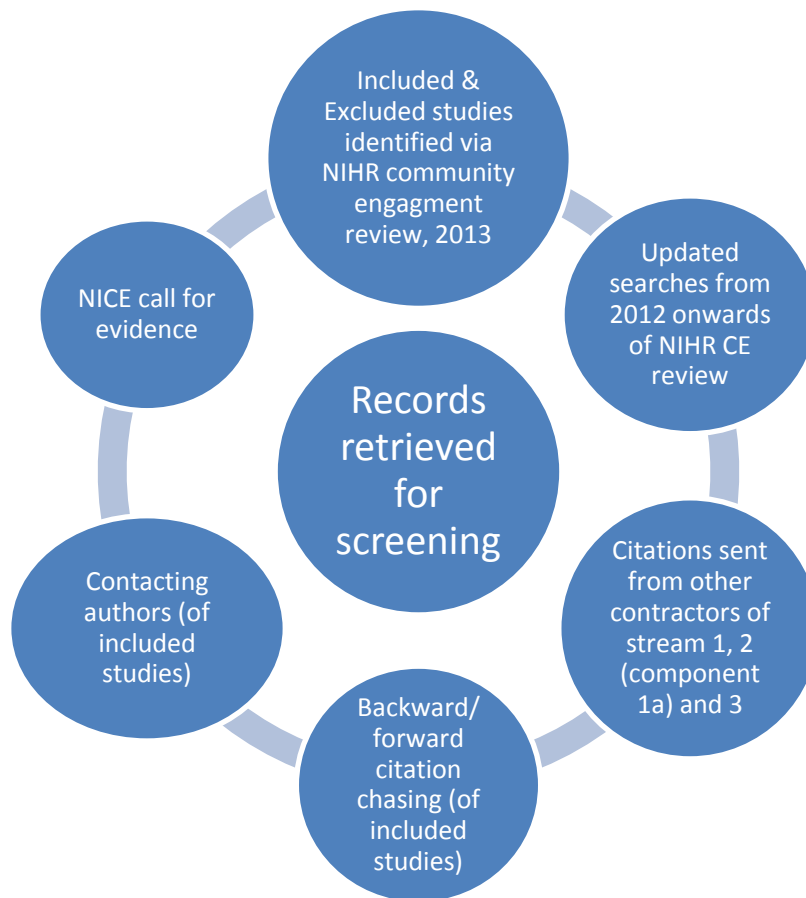 Included &
Excluded studies
identified via
NIHR community
engagment
review, 2013
Updated
searches from
2012 onwards
of NIHR CE
review
Citations sent
from other
contractors of
stream 1, 2
(component
1a) and 3
Backward/
forward
citation
chasing (of
included
studies)
Contacting
authors (of
included
studies)
NICE call for
evidence
Records
retrieved
for
screening